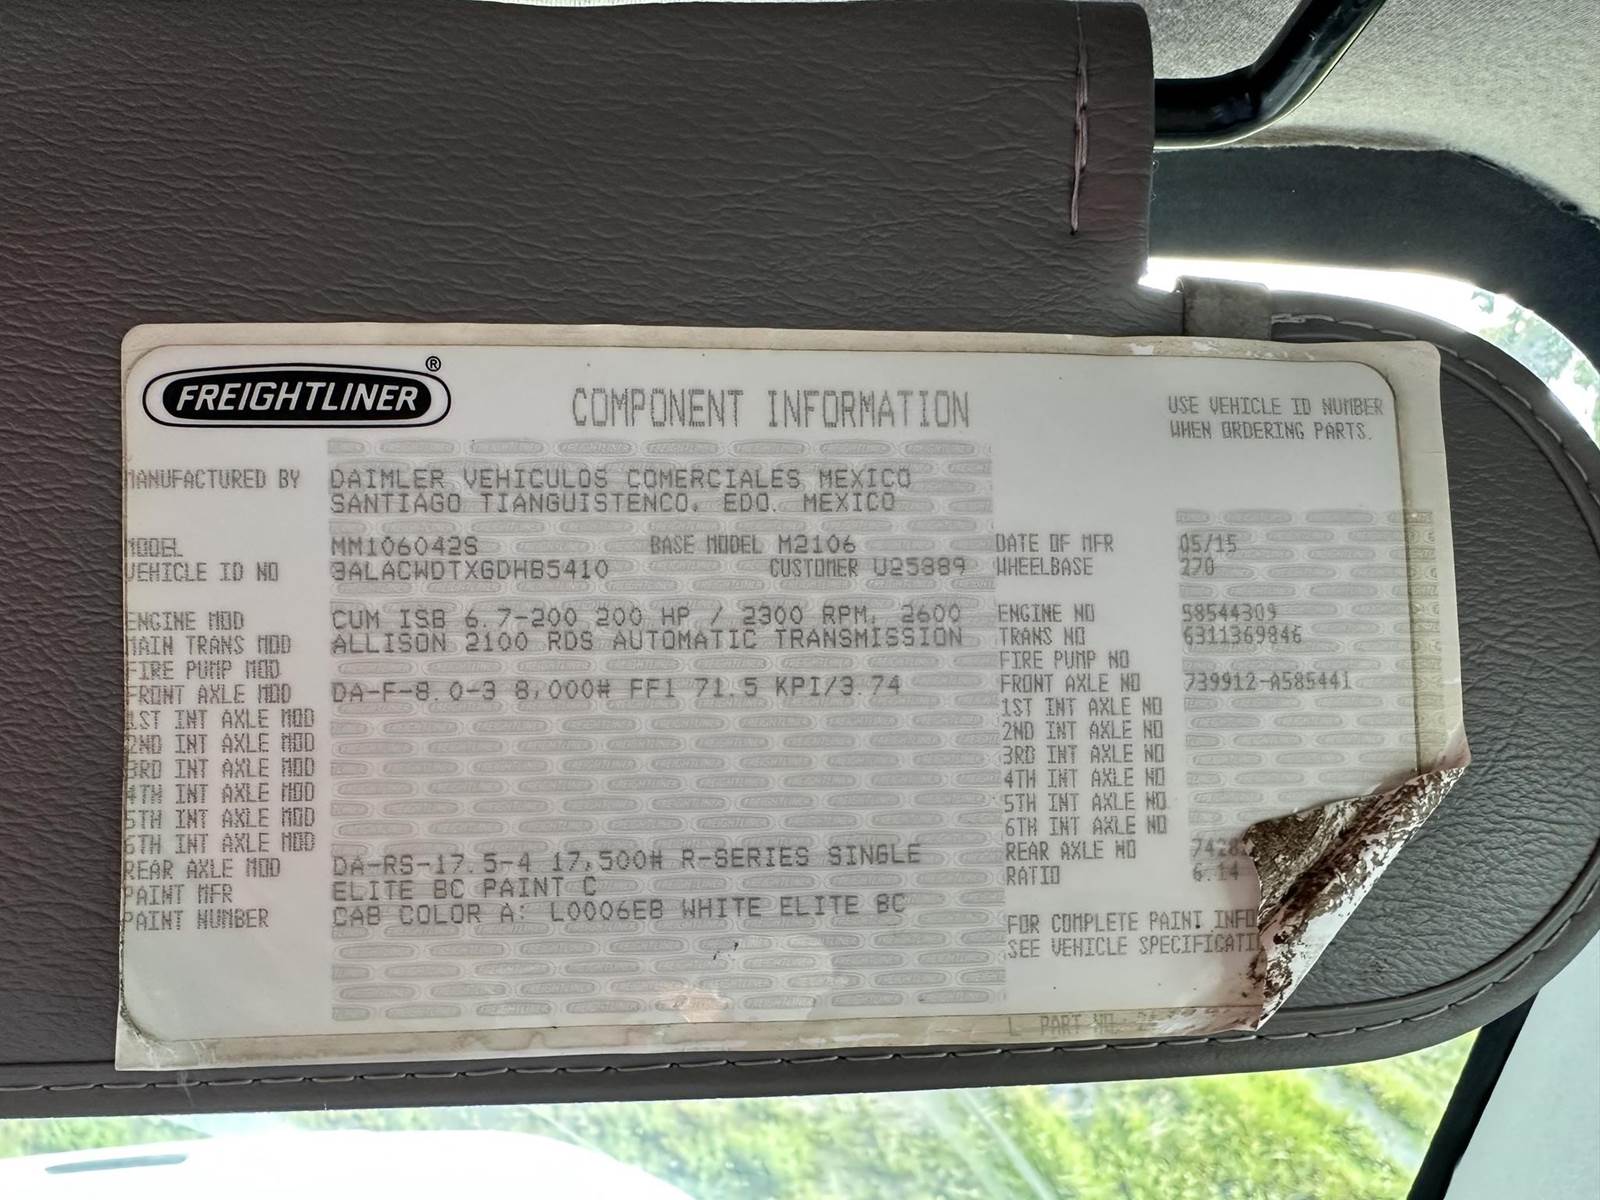 FREIGHTLINER®
COMPONENT INFORMATION
USE VEHICLE ID NUMBER
WHEN ORDERING PARTS.
MANUFACTURED BY DAIMLER VEHICULOS COMERCIALES MEXICO
SANTIAGO TIANGUISTENCO, EDO. MEXICO
MODEL MM106042S BASE MODEL M2106 DATE OF MFR 05/15
VEHICLE ID NO 3ALACWDTXGDHB5410 CUSTOMER U25889 WHEELBASE 270
ENGINE MOD CUM ISB 6.7-200 200 HP / 2300 RPM, 2600 ENGINE NO 58544309
MAIN TRANS MOD ALLISON 2100 RDS AUTOMATIC TRANSMISSION TRANS NO 6311369846
FIRE PUMP MOD FIRE PUMP NO
FRONT AXLE MOD DA-F-8.0-3 8,000# FF1 71.5 KPI/3.74 FRONT AXLE NO 739912-A585441
1ST INT AXLE MOD 1ST INT AXLE NO
2ND INT AXLE MOD 2ND INT AXLE NO
3RD INT AXLE MOD 3RD INT AXLE NO
4TH INT AXLE MOD 4TH INT AXLE NO
5TH INT AXLE MOD 5TH INT AXLE NO
6TH INT AXLE MOD 6TH INT AXLE NO
REAR AXLE MOD DA-RS-17.5-4 17,500# R-SERIES SINGLE REAR AXLE NO
PAINT MFR ELITE BC PAINT C RATIO 6.14
PAINT NUMBER CAB COLOR A: L0006EB WHITE ELITE BC
FOR COMPLETE PAINT INFO
SEE VEHICLE SPECIFICATI
PART NO.